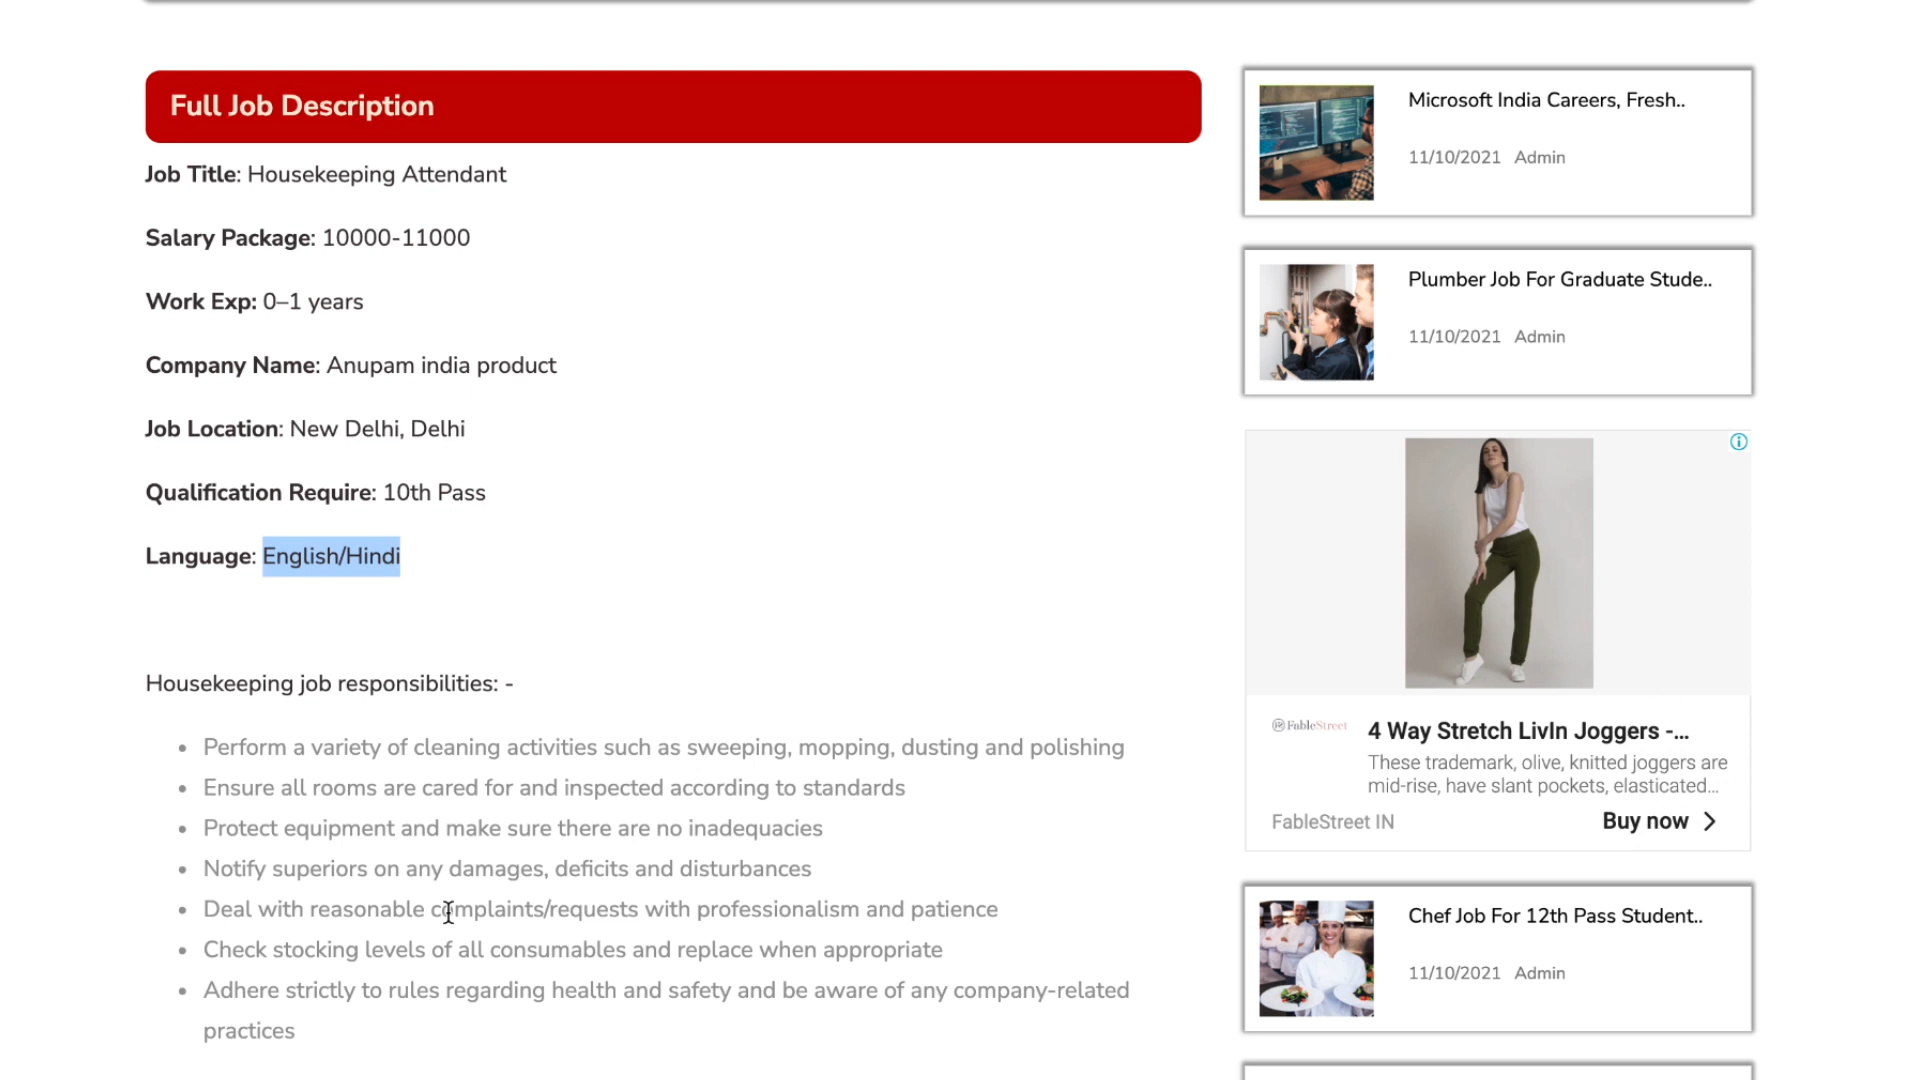 Full Job Description
Job Title: Housekeeping Attendant
Salary Package: 10000-11000
Work Exp: 0–1 years
Company Name: Anupam india product
Job Location: New Delhi, Delhi
Qualification Require: 10th Pass
Language: English/Hindi
Housekeeping job responsibilities: -
• Perform a variety of cleaning activities such as sweeping, mopping, dusting and polishing
• Ensure all rooms are cared for and inspected according to standards
• Protect equipment and make sure there are no inadequacies
• Notify superiors on any damages, deficits and disturbances
• Deal with reasonable complaints/requests with professionalism and patience
• Check stocking levels of all consumables and replace when appropriate
• Adhere strictly to rules regarding health and safety and be aware of any company-related
practices
Microsoft India Careers, Fresh..
11/10/2021 Admin
Plumber Job For Graduate Stude..
11/10/2021 Admin
FableStreet
4 Way Stretch LivIn Joggers -...
These trademark, olive, knitted joggers are
mid-rise, have slant pockets, elasticated...
FableStreet IN
Buy now
Chef Job For 12th Pass Student..
11/10/2021 Admin